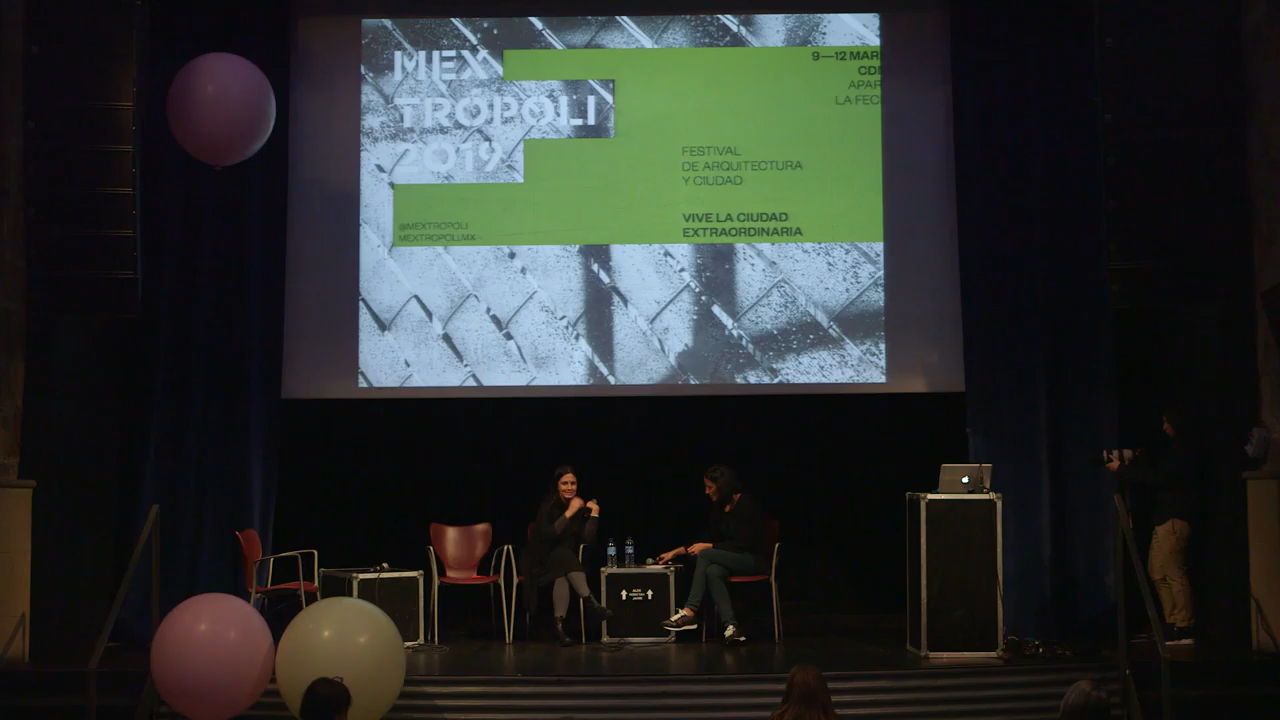 MEX
TROPOLI
2019
9—12 MAR
CD
APAR
LA FEC
FESTIVAL
DE ARQUITECTURA
Y CIUDAD
@MEXTROPOLI
MEXTROPOLI.MX
VIVE LA CIUDAD
EXTRAORDINARIA